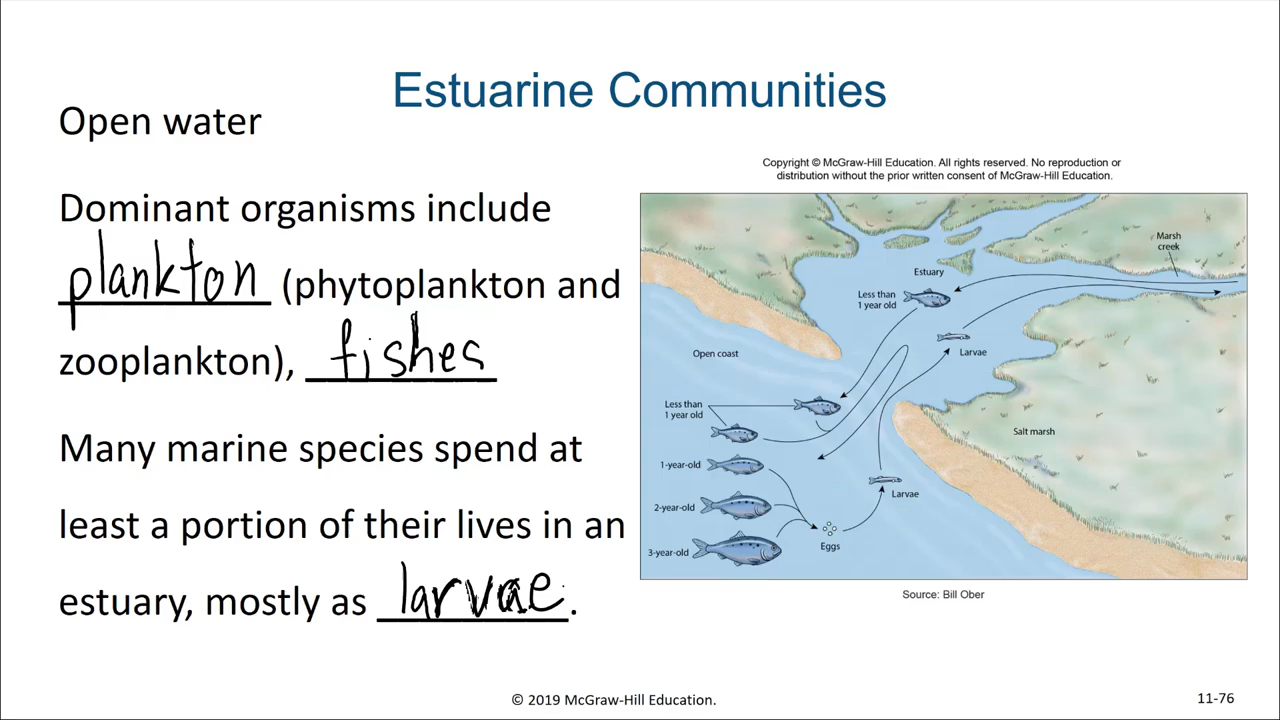 Estuarine Communities
Open water
Dominant organisms include
plankton (phytoplankton and
zooplankton), fishes
Many marine species spend at
least a portion of their lives in an
estuary, mostly as larvae.
Copyright © McGraw-Hill Education. All rights reserved. No reproduction or
distribution without the prior written consent of McGraw-Hill Education.
Marsh
creek
Estuary
Less than
1 year old
Larvae
Open coast
Less than
1 year old
Salt marsh
1-year-old
Larvae
2-year-old
Eggs
3-year-old
Source: Bill Ober
© 2019 McGraw-Hill Education.
11-76